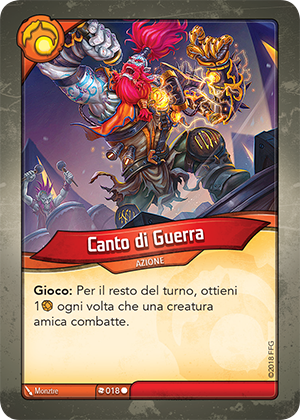 Canto di Guerra
AZIONE
Gioco: Per il resto del turno, ottieni
1 ogni volta che una creatura
amica combatte.
Monztre
018
©2018 FFG